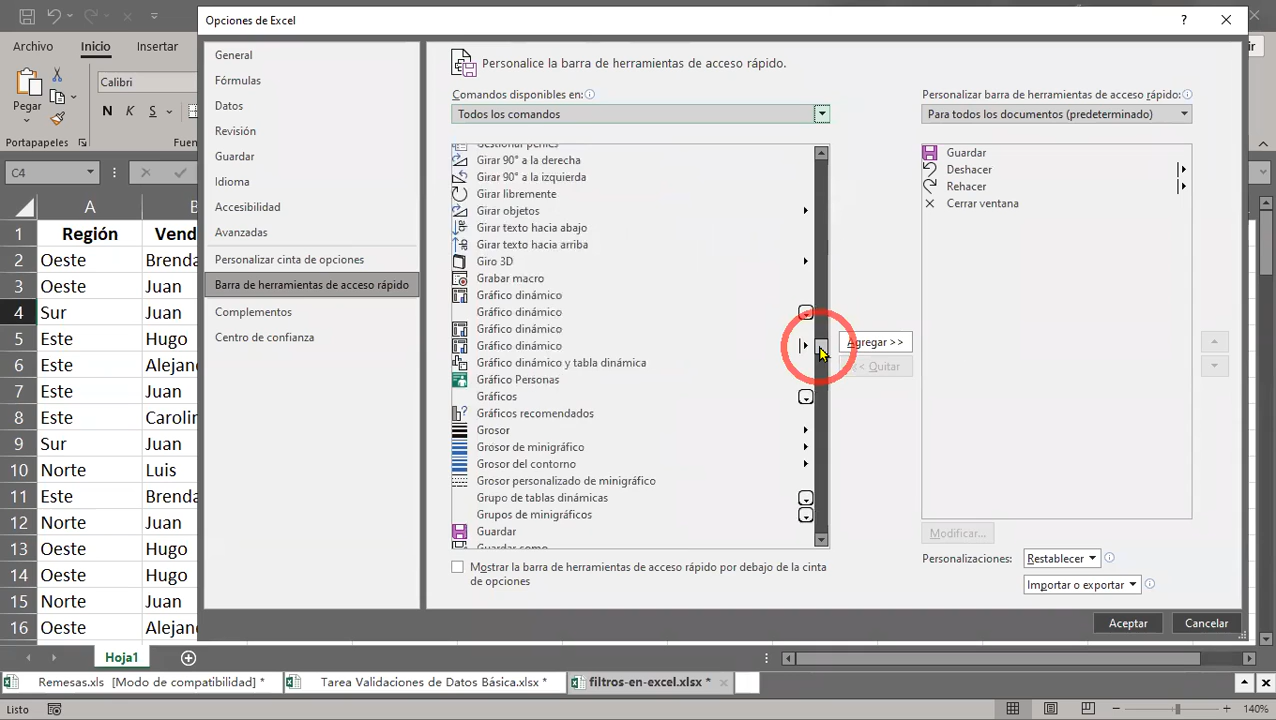 Opciones de Excel
?
Archivo
Inicio
Insertar
Pegar
Calibri
N K S
Portapapeles
Fuen
C4
A
1 Región Vend
2 Oeste Brenda
3 Oeste Juan
4 Sur Juan
5 Este Hugo
6 Este Alejan
7 Este Juan
8 Este Carolin
9 Sur Juan
10 Norte Luis
11 Este Brenda
12 Norte Juan
13 Norte Hugo
14 Oeste Hugo
15 Norte Juan
16 Oeste Alejan
General
Fórmulas
Datos
Revisión
Guardar
Idioma
Accesibilidad
Avanzadas
Personalizar cinta de opciones
Barra de herramientas de acceso rápido
Complementos
Centro de confianza
Personalice la barra de herramientas de acceso rápido.
Comandos disponibles en:
Todos los comandos
Gestionar perfiles
Girar 90° a la derecha
Girar 90° a la izquierda
Girar libremente
Girar objetos
Girar texto hacia abajo
Girar texto hacia arriba
Giro 3D
Grabar macro
Gráfico dinámico
Gráfico dinámico
Gráfico dinámico
Gráfico dinámico
Gráfico dinámico y tabla dinámica
Gráfico Personas
Gráficos
Gráficos recomendados
Grosor
Grosor de minigráfico
Grosor del contorno
Grosor personalizado de minigráfico
Grupo de tablas dinámicas
Grupos de minigráficos
Guardar
Guardar como
Mostrar la barra de herramientas de acceso rápido por debajo de la cinta
de opciones
Agregar >>
<< Quitar
Personalizar barra de herramientas de acceso rápido:
Para todos los documentos (predeterminado)
Guardar
Deshacer
Rehacer
Cerrar ventana
Modificar...
Personalizaciones: Restablecer
Importar o exportar
Aceptar
Cancelar
Hoja1
Remesas.xls [Modo de compatibilidad] *
Tarea Validaciones de Datos Básica.xlsx *
filtros-en-excel.xlsx *
Listo
140%